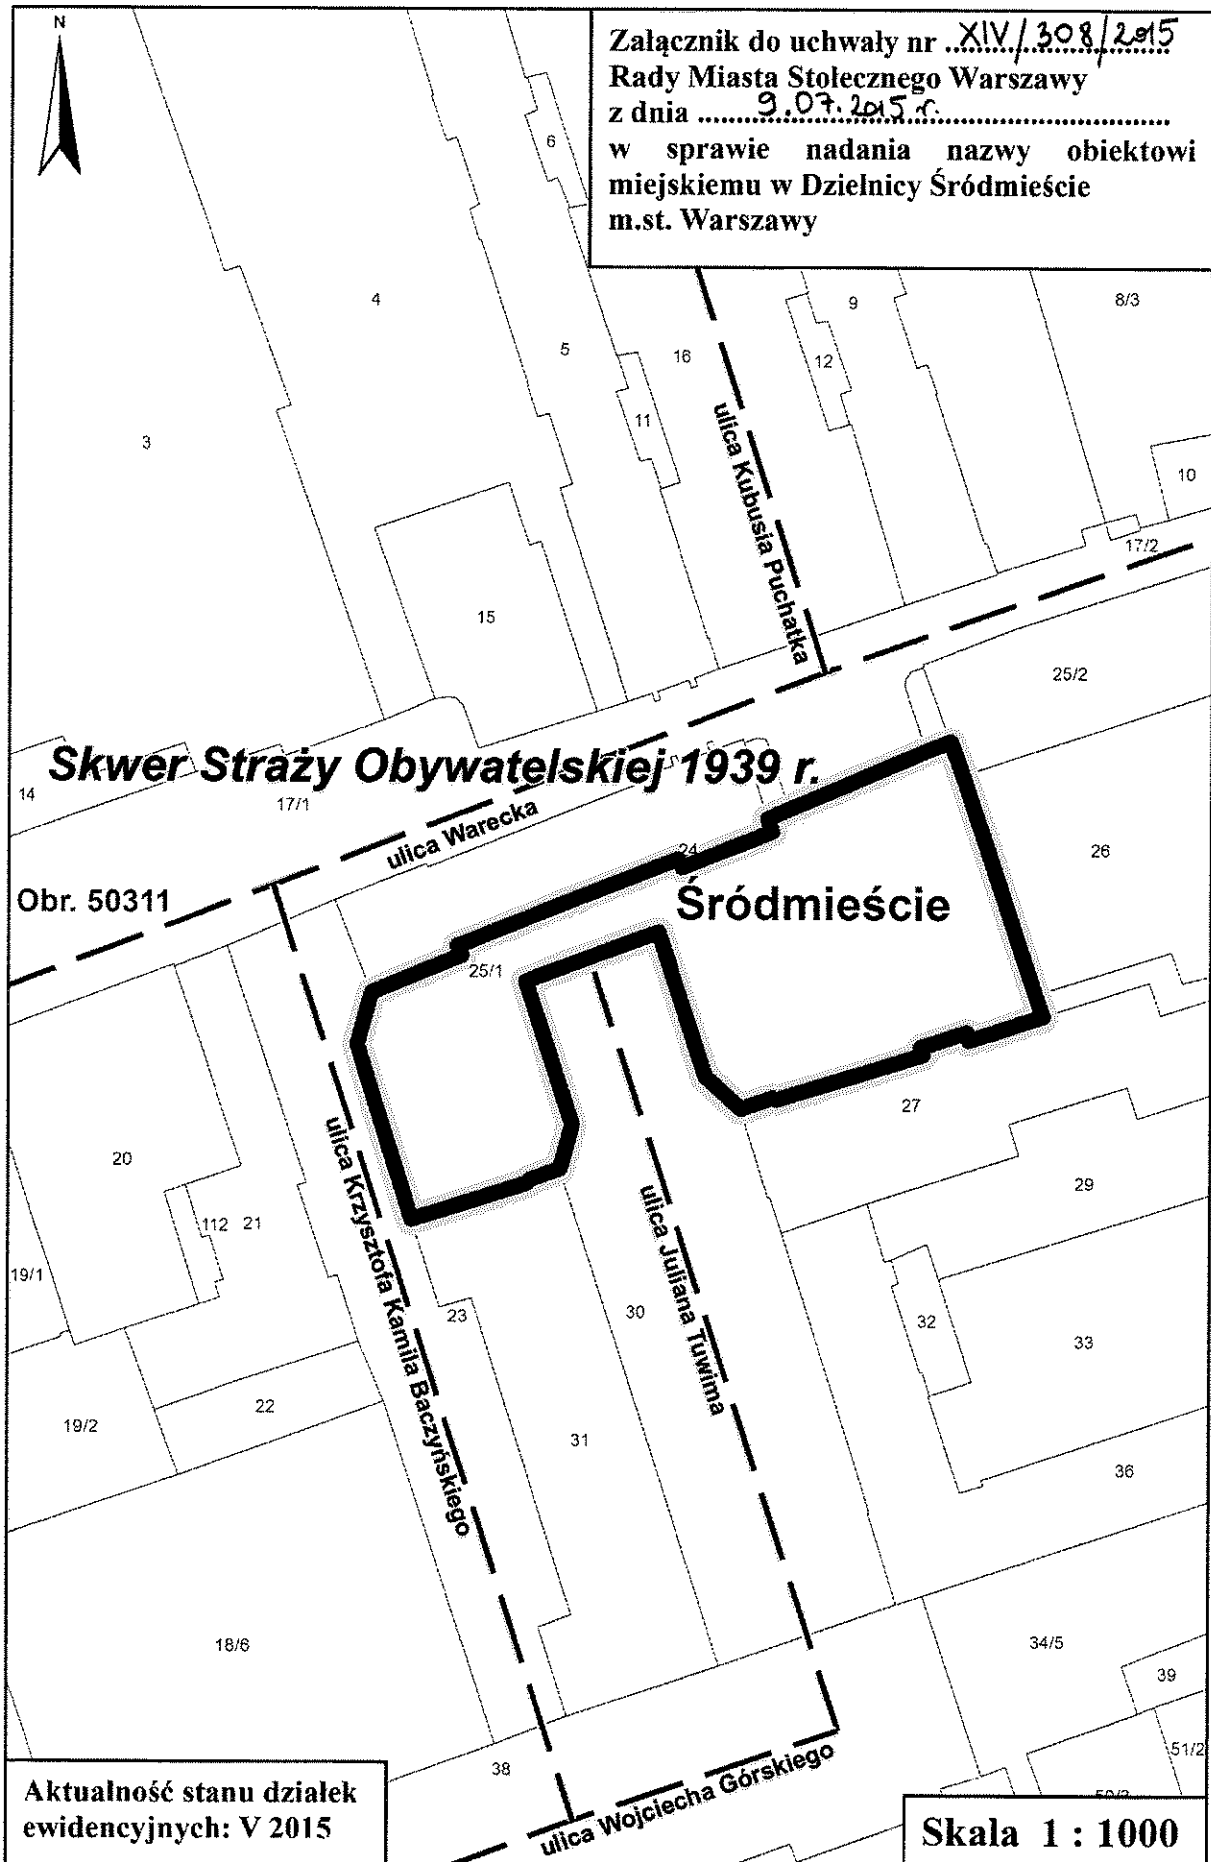 N
Załącznik do uchwały nr XIV/308/2015
Rady Miasta Stołecznego Warszawy
z dnia 9.07.2015 r.
w sprawie nadania nazwy obiektowi
miejskiemu w Dzielnicy Śródmieście
m.st. Warszawy
6
4
9
8/3
5
16
12
11
3
10
ulica Kubusia Puchatka
17/2
15
25/2
Skwer Straży Obywatelskiej 1939 r.
14
17/1
ulica Warecka
24
26
Obr. 50311
Śródmieście
25/1
27
20
ulica Krzysztofa Kamila Baczyńskiego
29
112
21
ulica Juliana Tuwima
19/1
23
30
32
33
22
19/2
31
36
18/6
34/5
39
51/2
38
ulica Wojciecha Górskiego
Aktualność stanu działek
ewidencyjnych: V 2015
Skala 1 : 1000